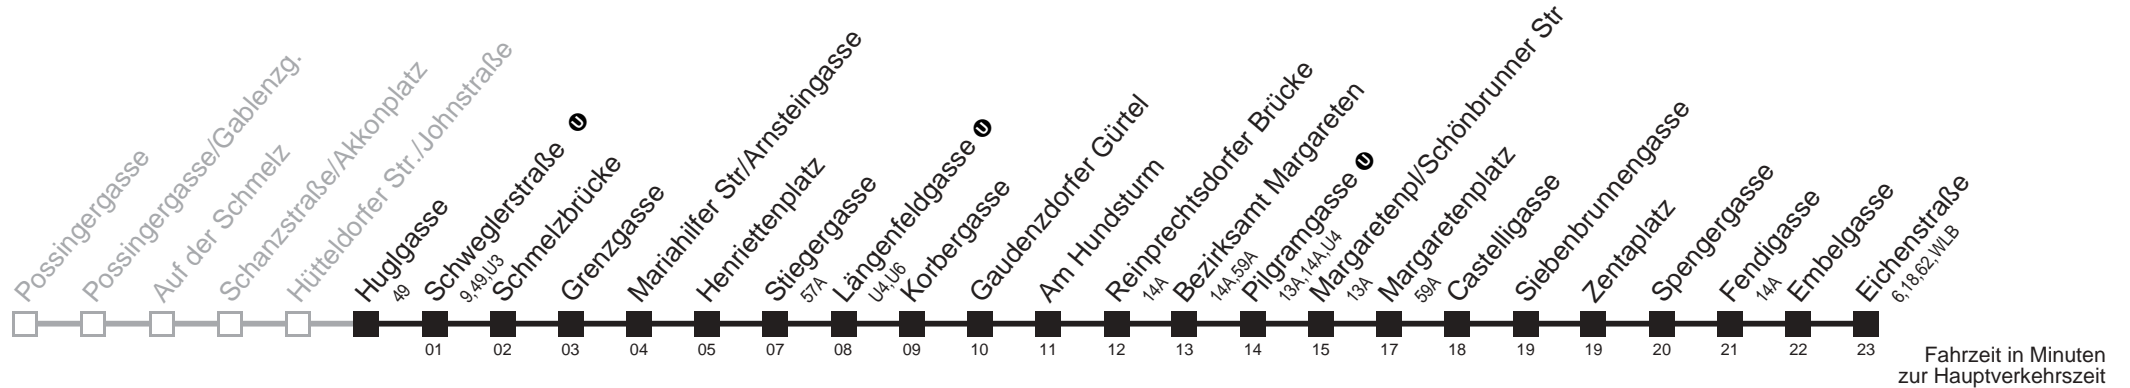 Possingergasse
Possingergasse/Gablenzg.
Auf der Schmelz
Schanzstraße/Akkonplatz
Hütteldorfer Str./Johnstraße
Huglgasse
49
Schweglerstraße U
9,49,U3
Schmelzbrücke
Grenzgasse
Mariahilfer Str/Arnsteingasse
Henriettenplatz
Stiegergasse
57A
Längenfeldgasse U
U4,U6
Korbergasse
Gaudenzdorfer Gürtel
Am Hundsturm
Reinprechtsdorfer Brücke
14A
Bezirksamt Margareten
14A,59A
Pilgramgasse U
13A,14A,U4
Margaretenpl/Schönbrunner Str
13A
Margaretenplatz
59A
Castelligasse
Siebenbrunnengasse
Zentaplatz
Spengergasse
Fendigasse
14A
Embelgasse
Eichenstraße
6,18,62,WLB
01 02 03 04 05 07 08 09 10 11 12 13 14 15 17 18 19 19 20 21 22 23
Fahrzeit in Minuten
zur Hauptverkehrszeit